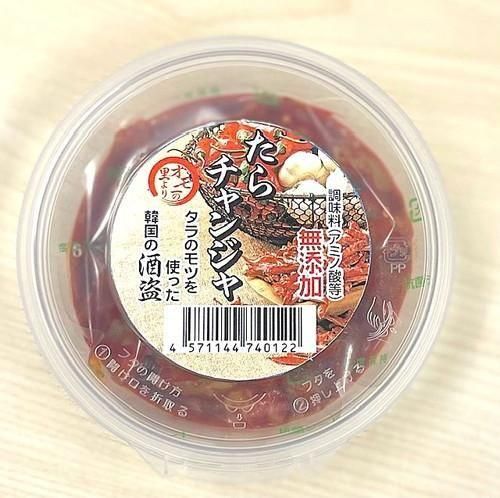 たら
チャンジャ
オモニの
里より
調味料(アミノ酸等)
無添加
タラのモツを
使った
韓国の酒盗
4 571144 740122
PP
フタの開け方
①開け口を折取る
フタを
②押し上げる